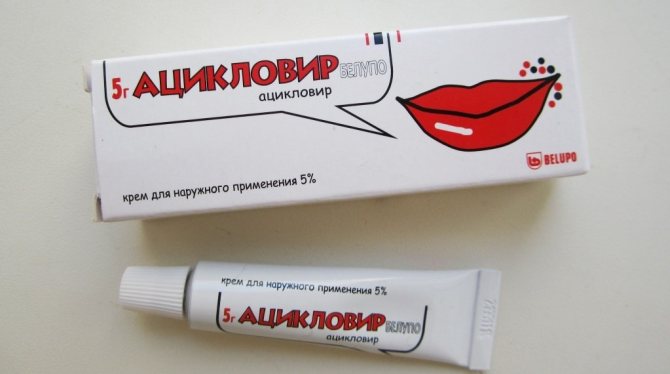 5г АЦИКЛОВИР БЕЛУПО
ацикловир
BELUPO
крем для наружного применения 5%
крем для наружного применения 5%
5г АЦИКЛОВИР БЕЛУПО
ацикловир